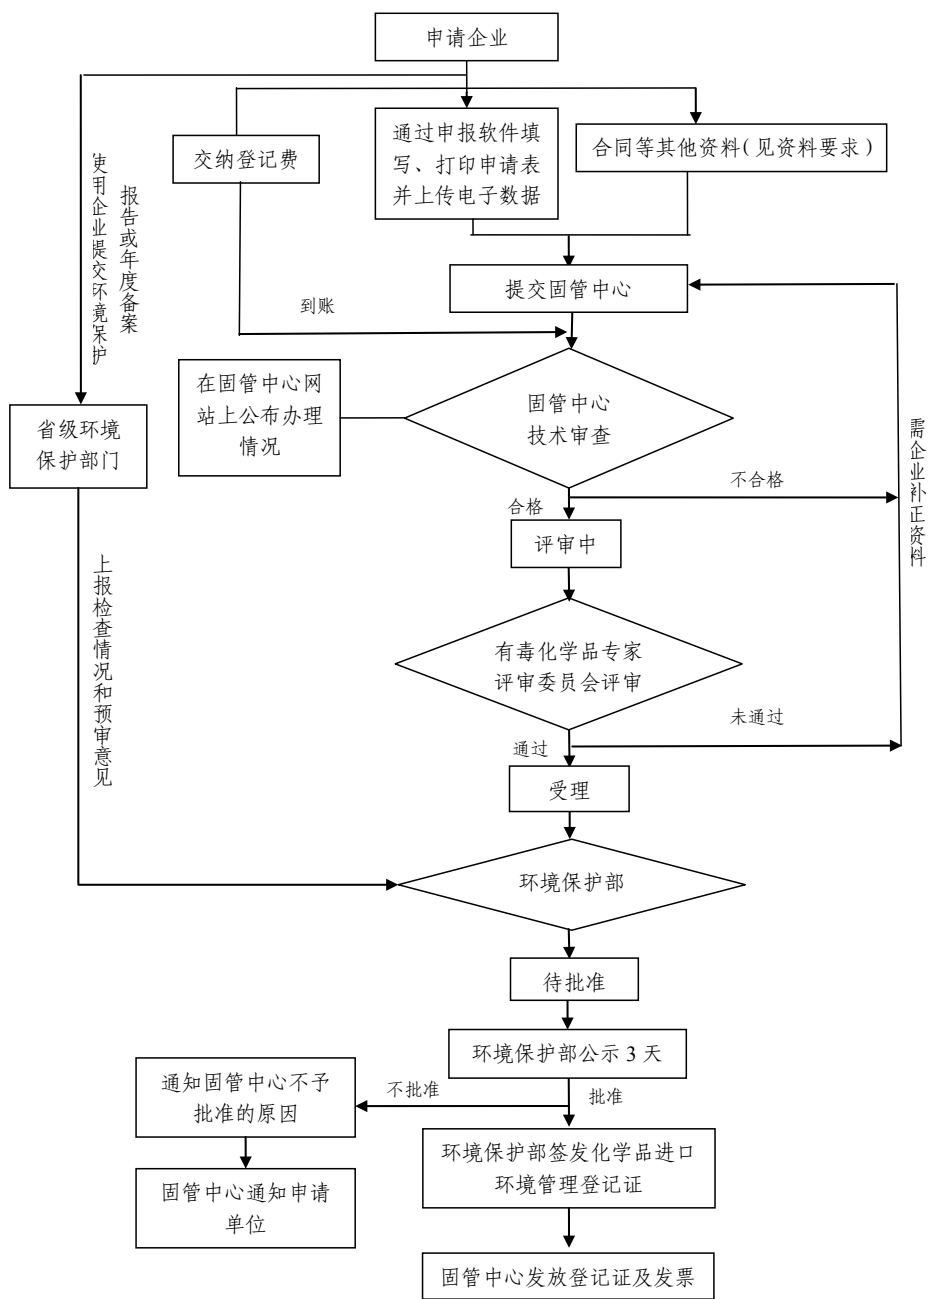 申请企业
交纳登记费
通过申报软件填
写、打印申请表
并上传电子数据
合同等其他资料(见资料要求)
使用企业提交环境保护
报告或年度备案
提交固管中心
到账
在固管中心网
站上公布办理
情况
固管中心
技术审查
省级环境
保护部门
不合格
合格
需企业补正资料
评审中
上报检查情况和预审意见
有毒化学品专家
评审委员会评审
未通过
通过
受理
环境保护部
待批准
环境保护部公示 3 天
不批准
批准
通知固管中心不予
批准的原因
环境保护部签发化学品进口
环境管理登记证
固管中心通知申请
单位
固管中心发放登记证及发票